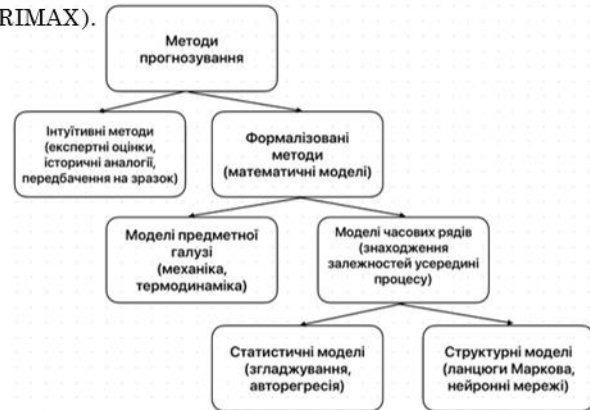 RIMAX).
Методи
прогнозування
Інтуїтивні методи
(експертні оцінки,
історичні аналогії,
передбачення на зразок)
Формалізовані
методи
(математичні моделі)
Моделі предметної
галузі
(механіка,
термодинаміка)
Моделі часових рядів
(знаходження
залежностей усередині
процесу)
Статистичні моделі
(згладжування,
авторегресія)
Структурні моделі
(ланцюги Маркова,
нейронні мережі)